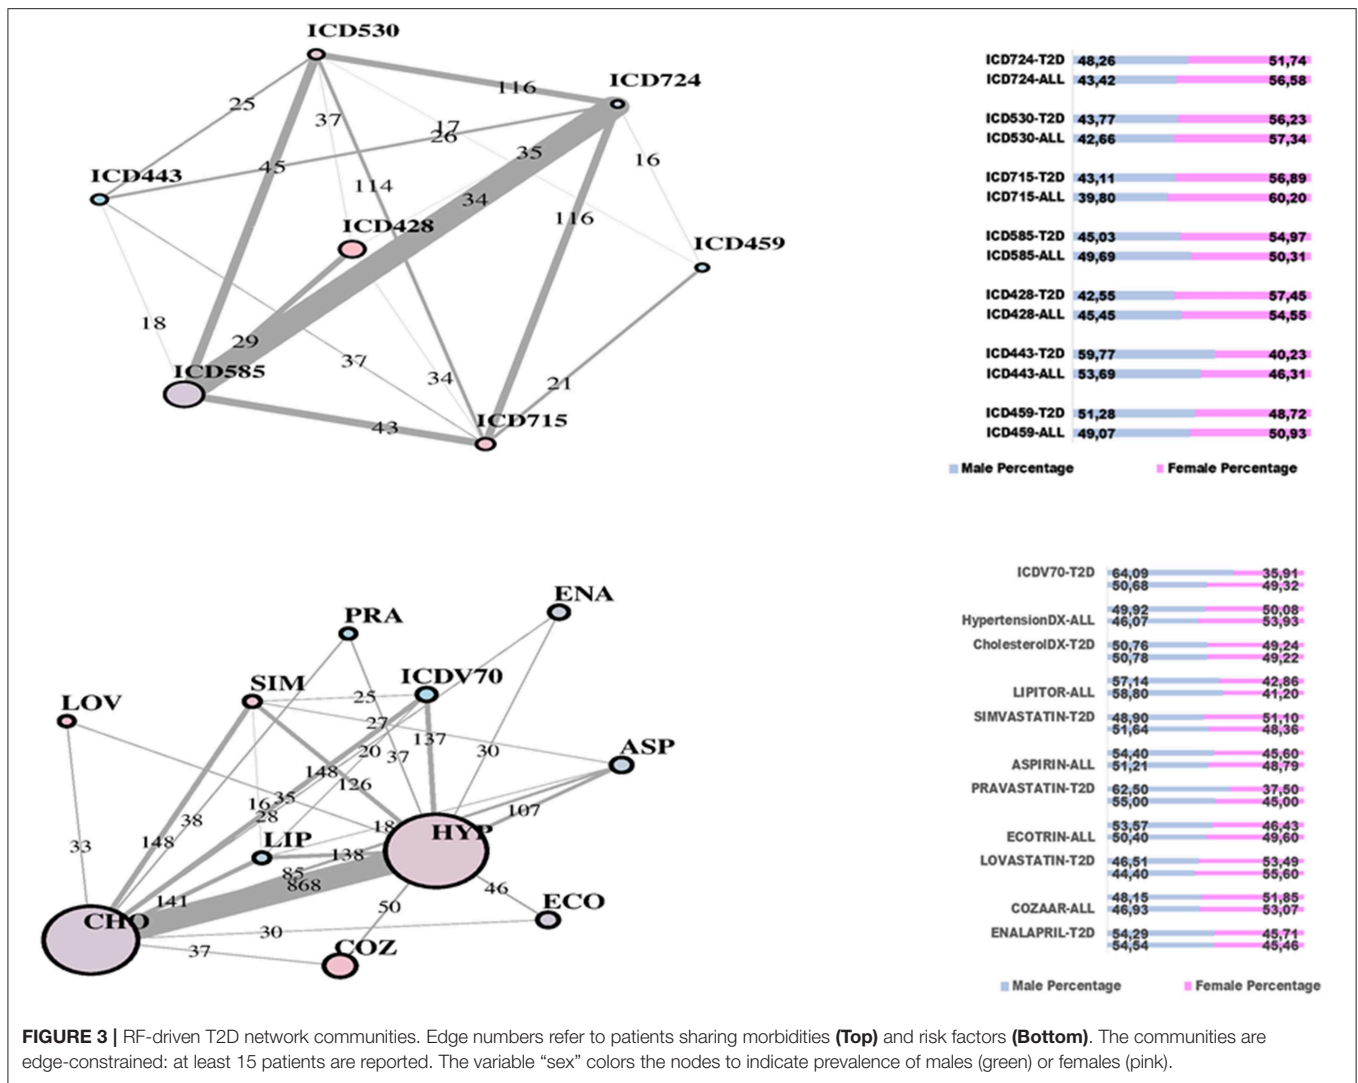 ICD530
ICD724
116
25
37
17
26
35
16
ICD443
45
114
34
116
ICD428
ICD459
18
29
37
34
21
ICD585
43
ICD715
ICD724-T2D 48,26 51,74
ICD724-ALL 43,42 56,58
ICD530-T2D 43,77 56,23
ICD530-ALL 42,66 57,34
ICD715-T2D 43,11 56,89
ICD715-ALL 39,80 60,20
ICD585-T2D 45,03 54,97
ICD585-ALL 49,69 50,31
ICD428-T2D 42,55 57,45
ICD428-ALL 45,45 54,55
ICD443-T2D 59,77 40,23
ICD443-ALL 53,69 46,31
ICD459-T2D 51,28 48,72
ICD459-ALL 49,07 50,93
Male Percentage Female Percentage
ENA
PRA
SIM
ICDV70
LOV
25
27
137
ASP
20
37
30
148
126
16
35
28
107
38
18
148
HYP
33
LIP
138
85
868
46
141
50
ECO
CHO
30
37
COZ
ICDV70-T2D 64,09 35,91
50,68 49,32
49,92 50,08
HypertensionDX-ALL 46,07 53,93
CholesterolDX-T2D 50,76 49,24
50,78 49,22
57,14 42,86
LIPITOR-ALL 58,80 41,20
SIMVASTATIN-T2D 48,90 51,10
51,64 48,36
54,40 45,60
ASPIRIN-ALL 51,21 48,79
PRAVASTATIN-T2D 62,50 37,50
55,00 45,00
53,57 46,43
ECOTRIN-ALL 50,40 49,60
LOVASTATIN-T2D 46,51 53,49
44,40 55,60
48,15 51,85
COZAAR-ALL 46,93 53,07
ENALAPRIL-T2D 54,29 45,71
54,54 45,46
Male Percentage Female Percentage
FIGURE 3 | RF-driven T2D network communities. Edge numbers refer to patients sharing morbidities (Top) and risk factors (Bottom). The communities are
edge-constrained: at least 15 patients are reported. The variable “sex” colors the nodes to indicate prevalence of males (green) or females (pink).